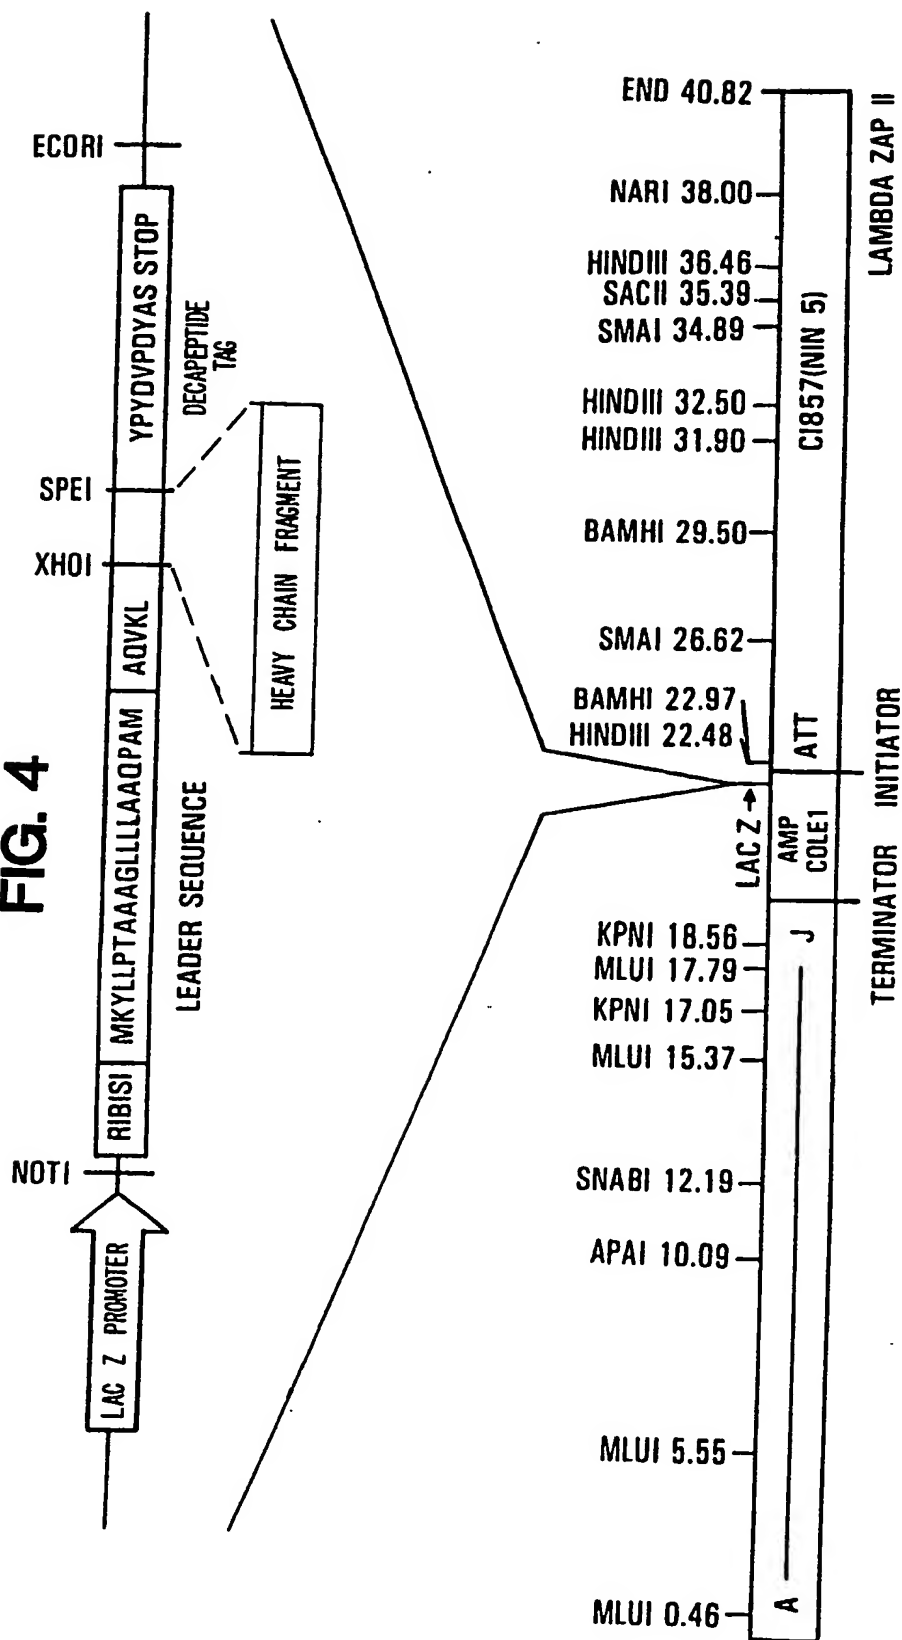 FIG. 4
LAC Z PROMOTER
NOTI
RIBISI
MKYLLPTAAAGLLLLAAQPAM
AQVKL
LEADER SEQUENCE
XHOI
SPEI
YPYDVPDYAS STOP
DECAPEPTIDE
TAG
ECORI
HEAVY CHAIN FRAGMENT
MLUI 0.46
MLUI 5.55
APAI 10.09
SNABI 12.19
MLUI 15.37
KPNI 17.05
MLUI 17.79
KPNI 18.56
LAC Z
HINDIII 22.48
BAMHI 22.97
SMAI 26.62
BAMHI 29.50
HINDIII 31.90
HINDIII 32.50
SMAI 34.89
SACII 35.39
HINDIII 36.46
NARI 38.00
END 40.82
A
J
AMP
COLE1
ATT
CI857(NIN 5)
TERMINATOR
INITIATOR
LAMBDA ZAP II